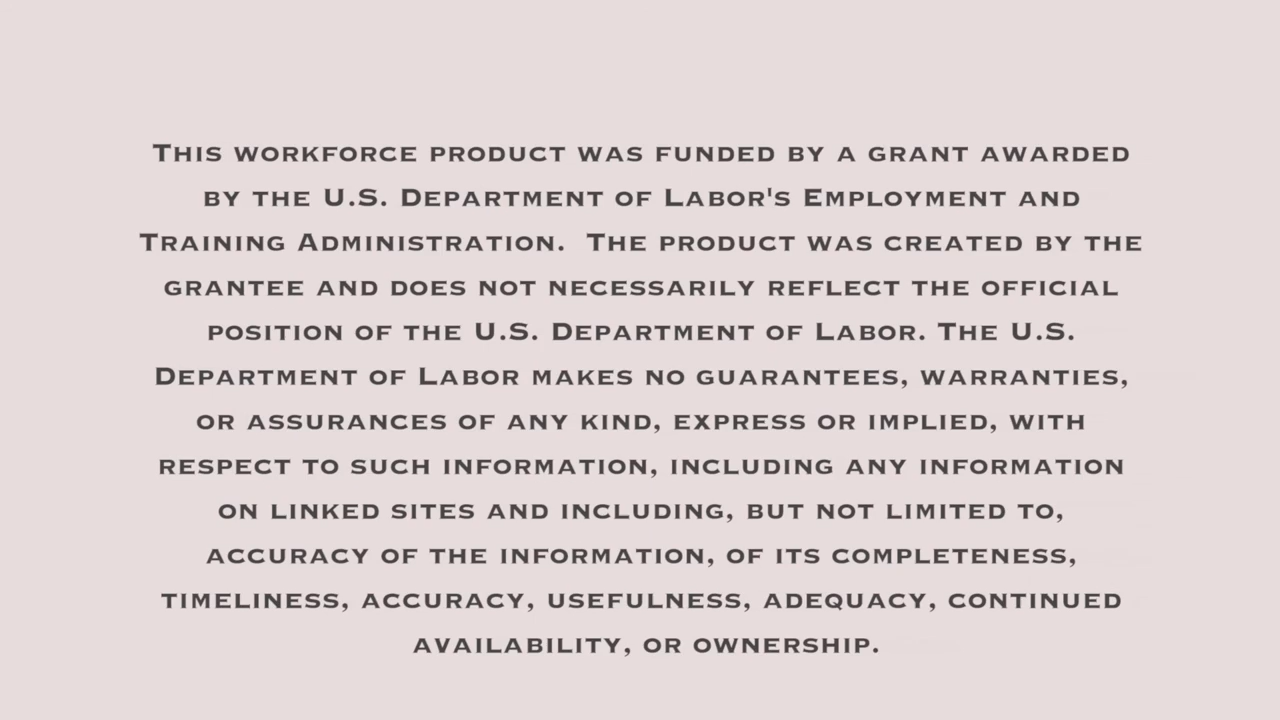 This workforce product was funded by a grant awarded
by the U.S. Department of Labor's Employment and
Training Administration.  The product was created by the
grantee and does not necessarily reflect the official
position of the U.S. Department of Labor. The U.S.
Department of Labor makes no guarantees, warranties,
or assurances of any kind, express or implied, with
respect to such information, including any information
on linked sites and including, but not limited to,
accuracy of the information, of its completeness,
timeliness, accuracy, usefulness, adequacy, continued
availability, or ownership.